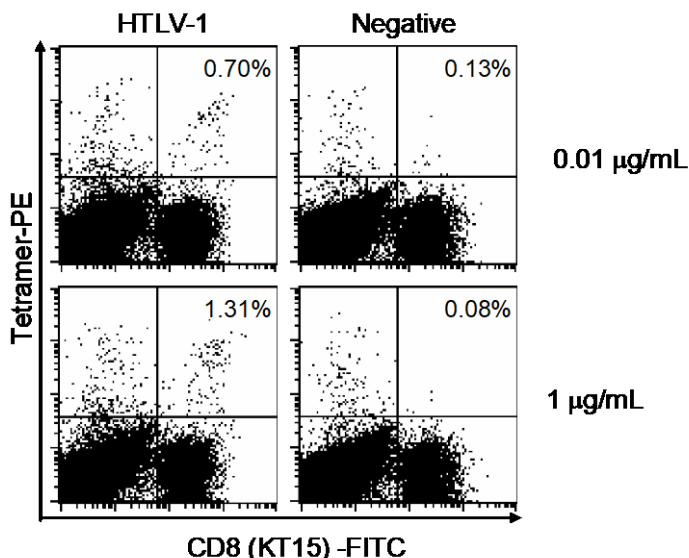 HTLV-1 Negative
0.70% 0.13%
0.01 μg/mL
1.31% 0.08%
1 μg/mL
Tetramer-PE
CD8 (KT15) -FITC